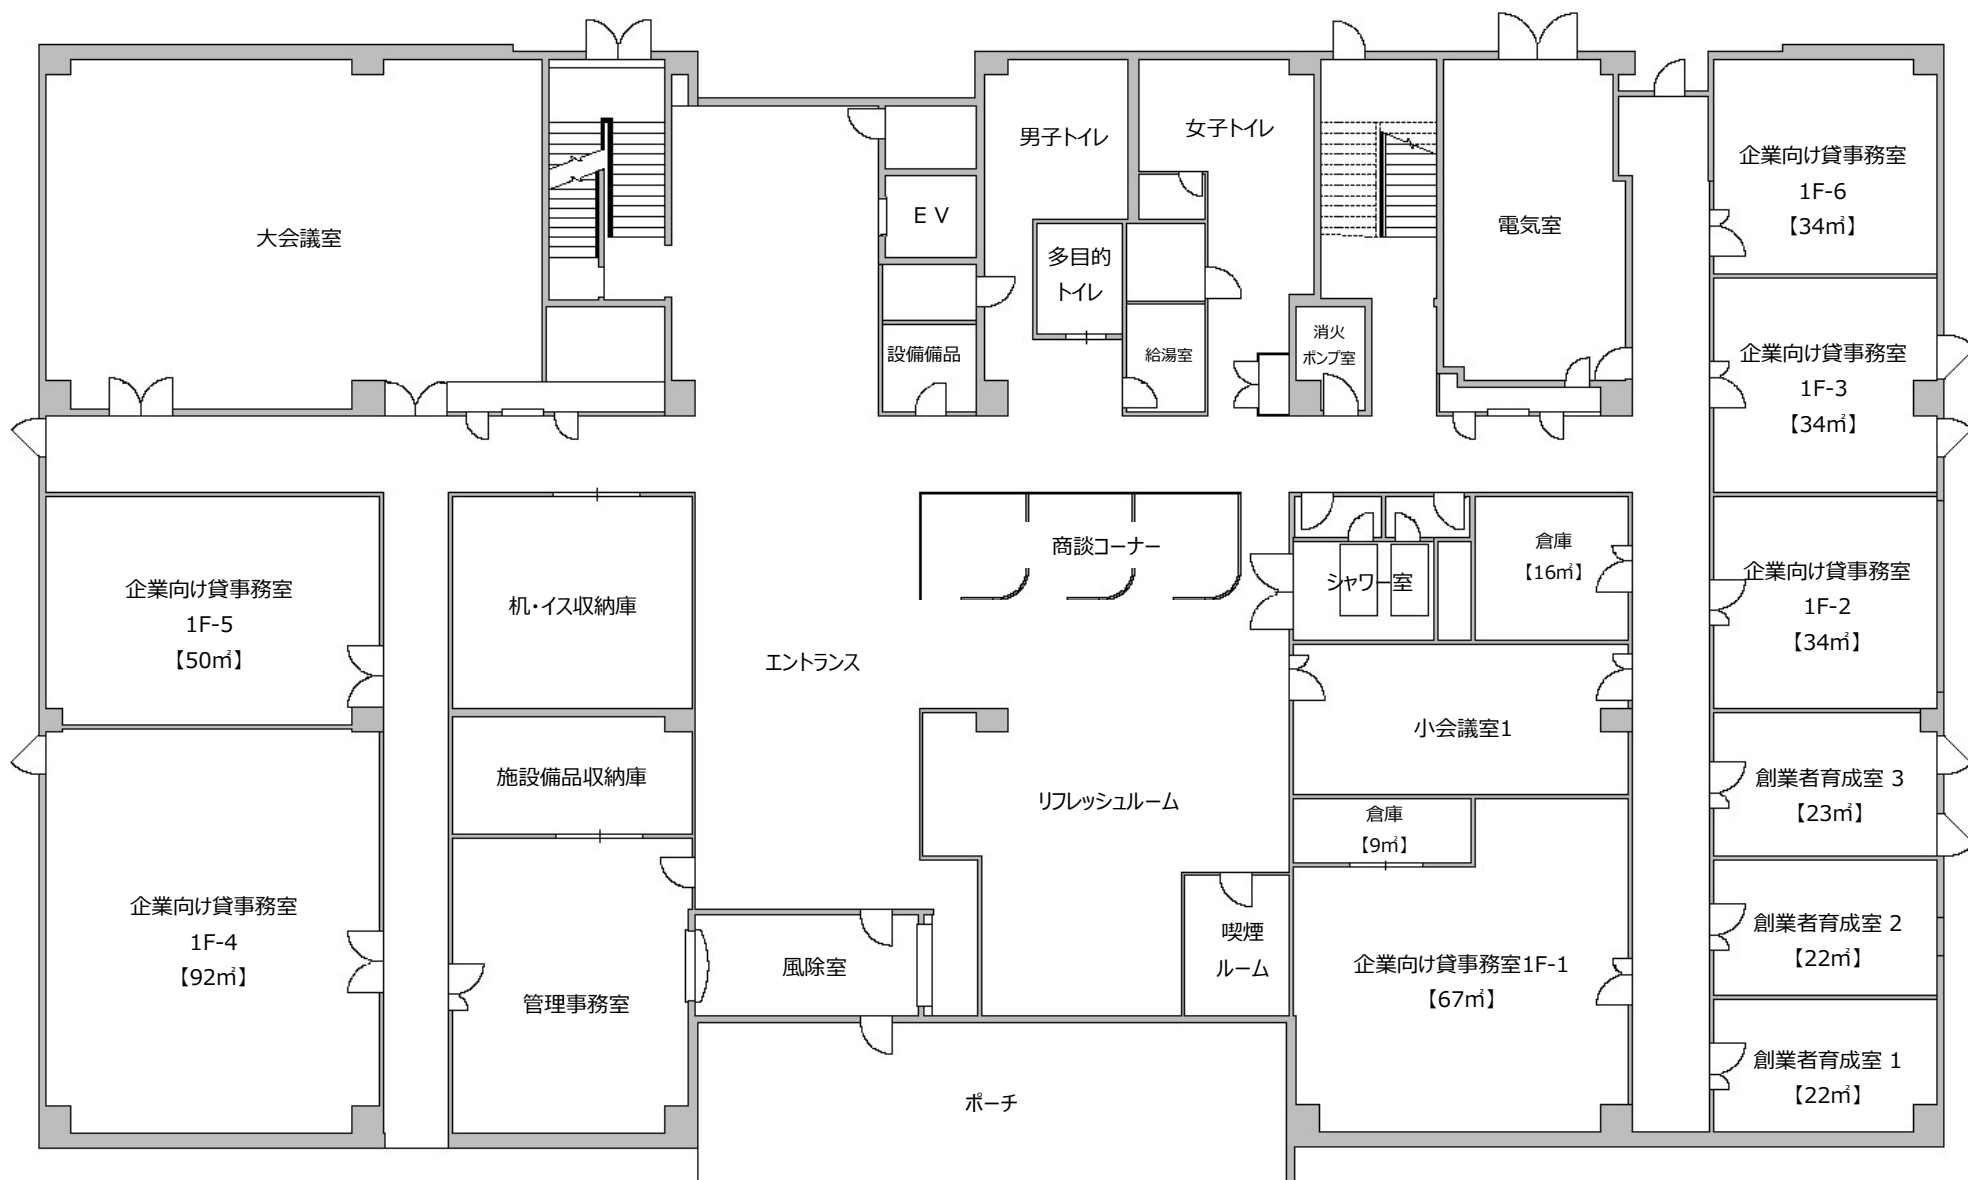 男子トイレ
女子トイレ
企業向け貸事務室
1F-6
【34㎡】
大会議室
ＥＶ
電気室
多目的
トイレ
設備備品
給湯室
消火
ポンプ室
企業向け貸事務室
1F-3
【34㎡】
商談コーナー
倉庫
【16㎡】
シャワー室
企業向け貸事務室
1F-2
【34㎡】
企業向け貸事務室
1F-5
【50㎡】
机・イス収納庫
エントランス
小会議室1
施設備品収納庫
リフレッシュルーム
創業者育成室 3
【23㎡】
倉庫
【9㎡】
企業向け貸事務室
1F-4
【92㎡】
管理事務室
風除室
喫煙
ルーム
企業向け貸事務室1F-1
【67㎡】
創業者育成室 2
【22㎡】
創業者育成室 1
【22㎡】
ポーチ